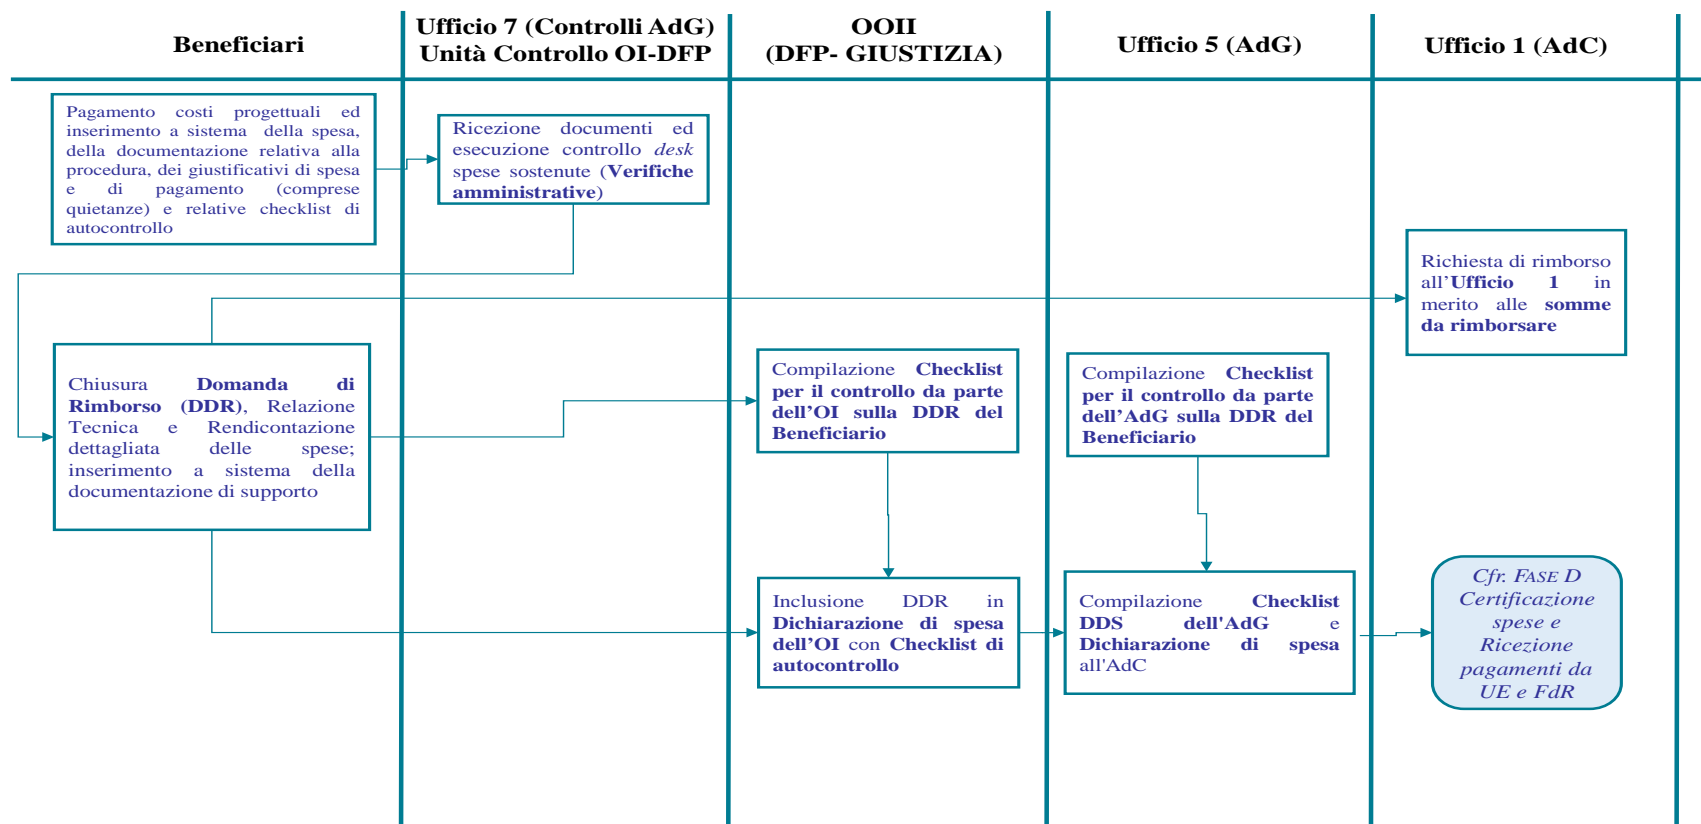 Beneficiari
Ufficio 7 (Controlli AdG)
Unità Controllo OI-DFP
OOII
(DFP- GIUSTIZIA)
Ufficio 5 (AdG)
Ufficio 1 (AdC)
Pagamento costi progettuali ed
inserimento a sistema della spesa,
della documentazione relativa alla
procedura, dei giustificativi di spesa
e di pagamento (comprese
quietanze) e relative checklist di
autocontrollo
Ricezione documenti ed
esecuzione controllo desk
spese sostenute (Verifiche
amministrative)
Richiesta di rimborso
all'Ufficio 1 in
merito alle somme
da rimborsare
Chiusura Domanda di
Rimborso (DDR), Relazione
Tecnica e Rendicontazione
dettagliata delle spese;
inserimento a sistema della
documentazione di supporto
Compilazione Checklist
per il controllo da parte
dell'OI sulla DDR del
Beneficiario
Compilazione Checklist
per il controllo da parte
dell'AdG sulla DDR del
Beneficiario
Inclusione DDR in
Dichiarazione di spesa
dell'OI con Checklist di
autocontrollo
Compilazione Checklist
DDS dell'AdG e
Dichiarazione di spesa
all'AdC
Cfr. FASE D
Certificazione
spese e
Ricezione
pagamenti da
UE e FdR